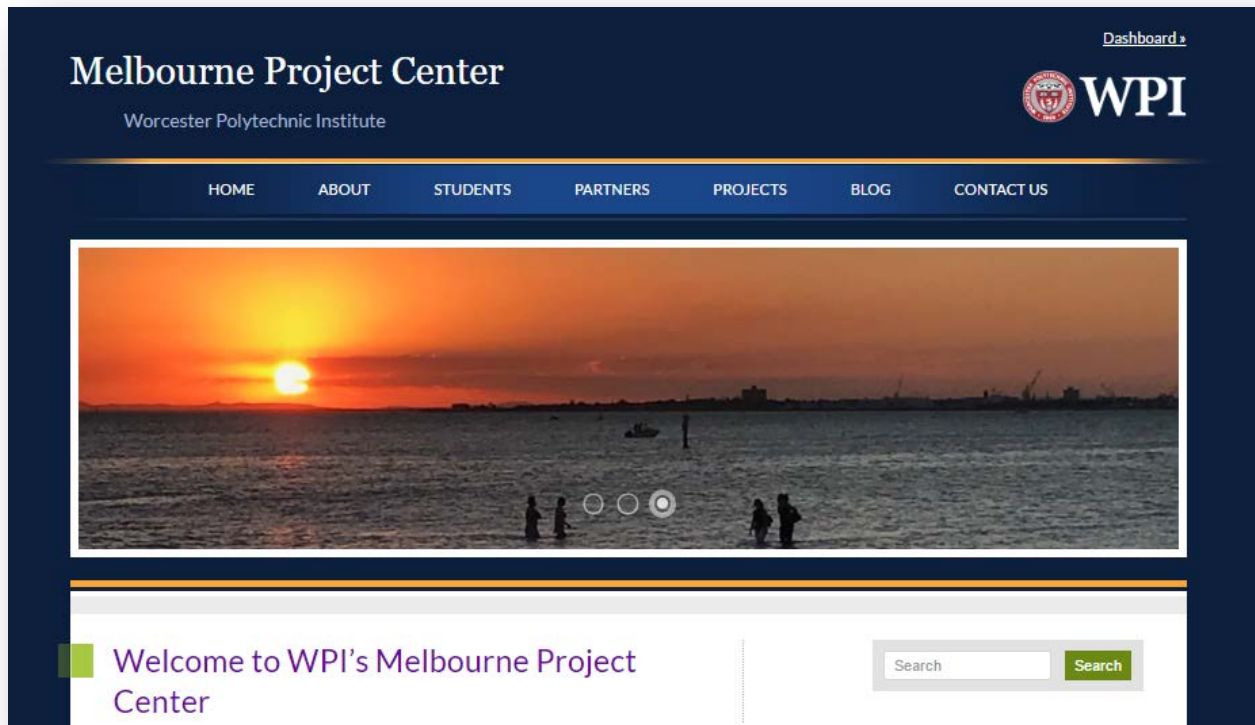 Dashboard »
Melbourne Project Center
WPI
Worcester Polytechnic Institute
HOME ABOUT STUDENTS PARTNERS PROJECTS BLOG CONTACT US
Welcome to WPI's Melbourne Project
Center
Search Search